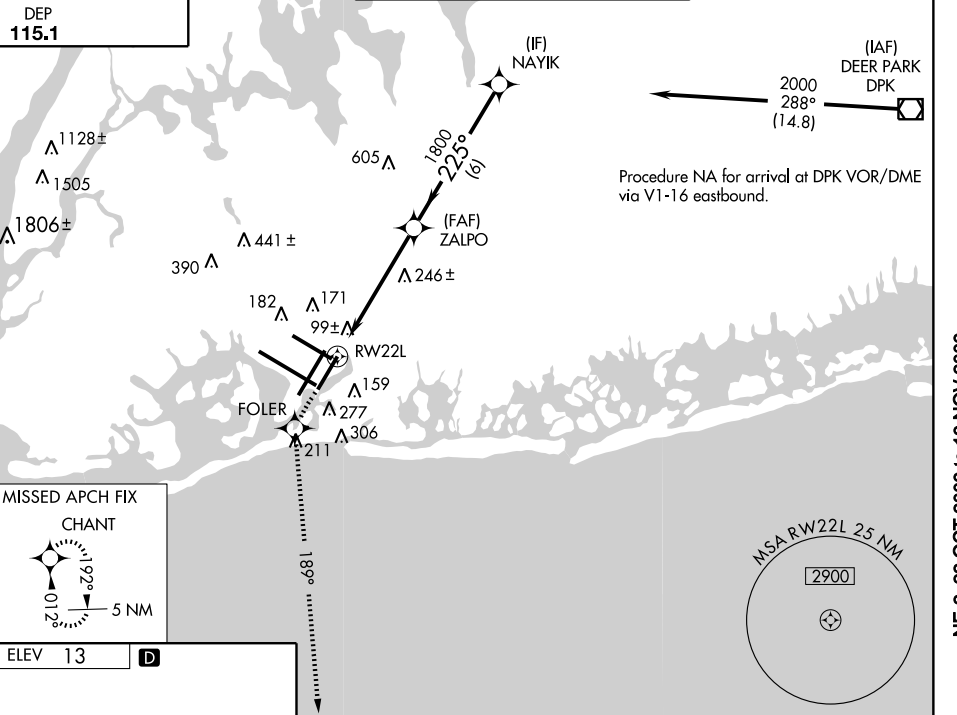 DEP
115.1
(IF)
NAYIK
(IAF)
DEER PARK
DPK
2000
288°
(14.8)
1128±
1505
1806±
605
1800
225°
(6)
Procedure NA for arrival at DPK VOR/DME
via V1-16 eastbound.
(FAF)
ZALPO
441 ±
390
246 ±
182
171
99±
RW22L
159
FOLER
277
306
211
MISSED APCH FIX
CHANT
192°
012°
5 NM
189°
MSA RW22L 25 NM
2900
ELEV 13
D